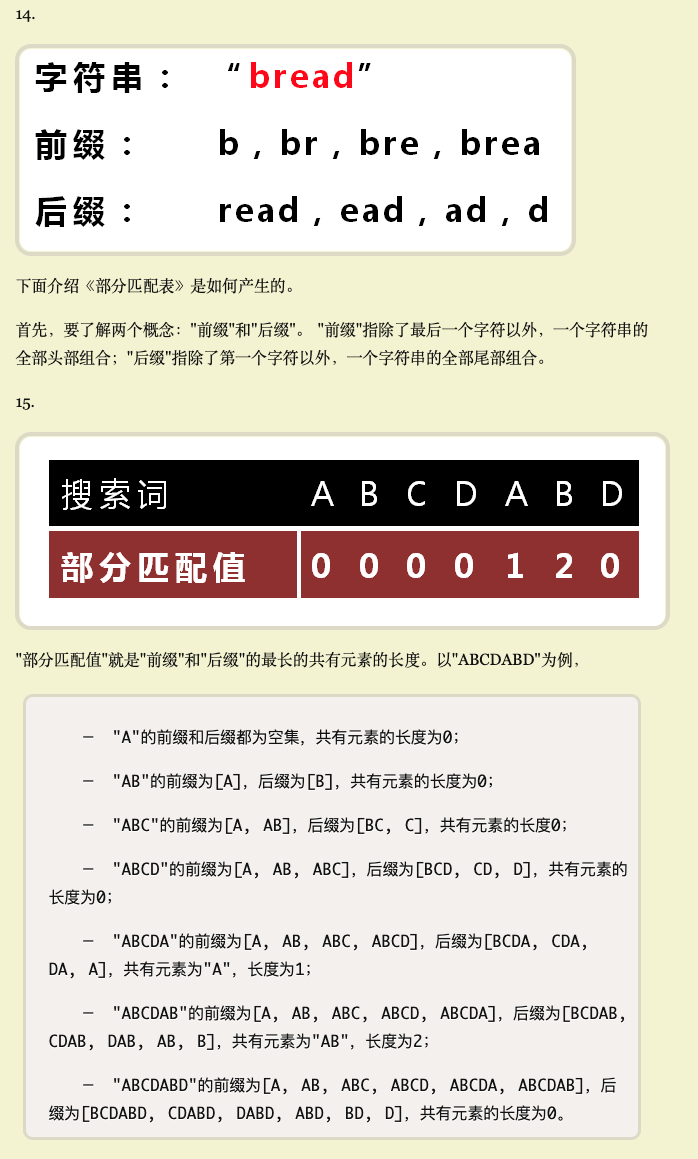 14.
字符串： “bread”
前缀： b , br , bre , brea
后缀： read , ead , ad , d
下面介绍《部分匹配表》是如何产生的。
首先，要了解两个概念："前缀"和"后缀"。 "前缀"指除了最后一个字符以外，一个字符串的
全部头部组合；"后缀"指除了第一个字符以外，一个字符串的全部尾部组合。
15.
搜索词 A B C D A B D
部分匹配值 0 0 0 0 1 2 0
"部分匹配值"就是"前缀"和"后缀"的最长的共有元素的长度。以"ABCDABD"为例，
－ "A"的前缀和后缀都为空集，共有元素的长度为0；
－ "AB"的前缀为[A]，后缀为[B]，共有元素的长度为0；
－ "ABC"的前缀为[A, AB]，后缀为[BC, C]，共有元素的长度0；
－ "ABCD"的前缀为[A, AB, ABC]，后缀为[BCD, CD, D]，共有元素的
长度为0；
－ "ABCDA"的前缀为[A, AB, ABC, ABCD]，后缀为[BCDA, CDA,
DA, A]，共有元素为"A"，长度为1；
－ "ABCDAB"的前缀为[A, AB, ABC, ABCD, ABCDA]，后缀为[BCDAB,
CDAB, DAB, AB, B]，共有元素为"AB"，长度为2；
－ "ABCDABD"的前缀为[A, AB, ABC, ABCD, ABCDA, ABCDAB]，后
缀为[BCDABD, CDABD, DABD, ABD, BD, D]，共有元素的长度为0。